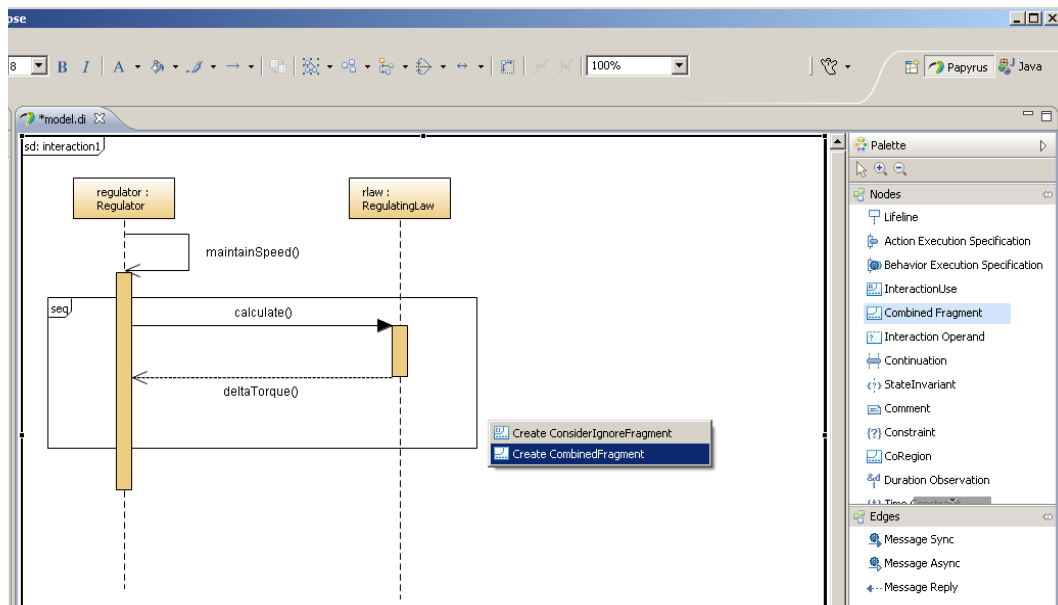 ose
8
B I A
100%
Papyrus
Java
*model.di
sd: interaction1
regulator :
Regulator
rlaw :
RegulatingLaw
maintainSpeed()
seq
calculate()
deltaTorque()
Create ConsiderIgnoreFragment
Create CombinedFragment
Palette
Nodes
Lifeline
Action Execution Specification
Behavior Execution Specification
InteractionUse
Combined Fragment
Interaction Operand
Continuation
StateInvariant
Comment
{?} Constraint
CoRegion
Duration Observation
Edges
Message Sync
Message Async
Message Reply